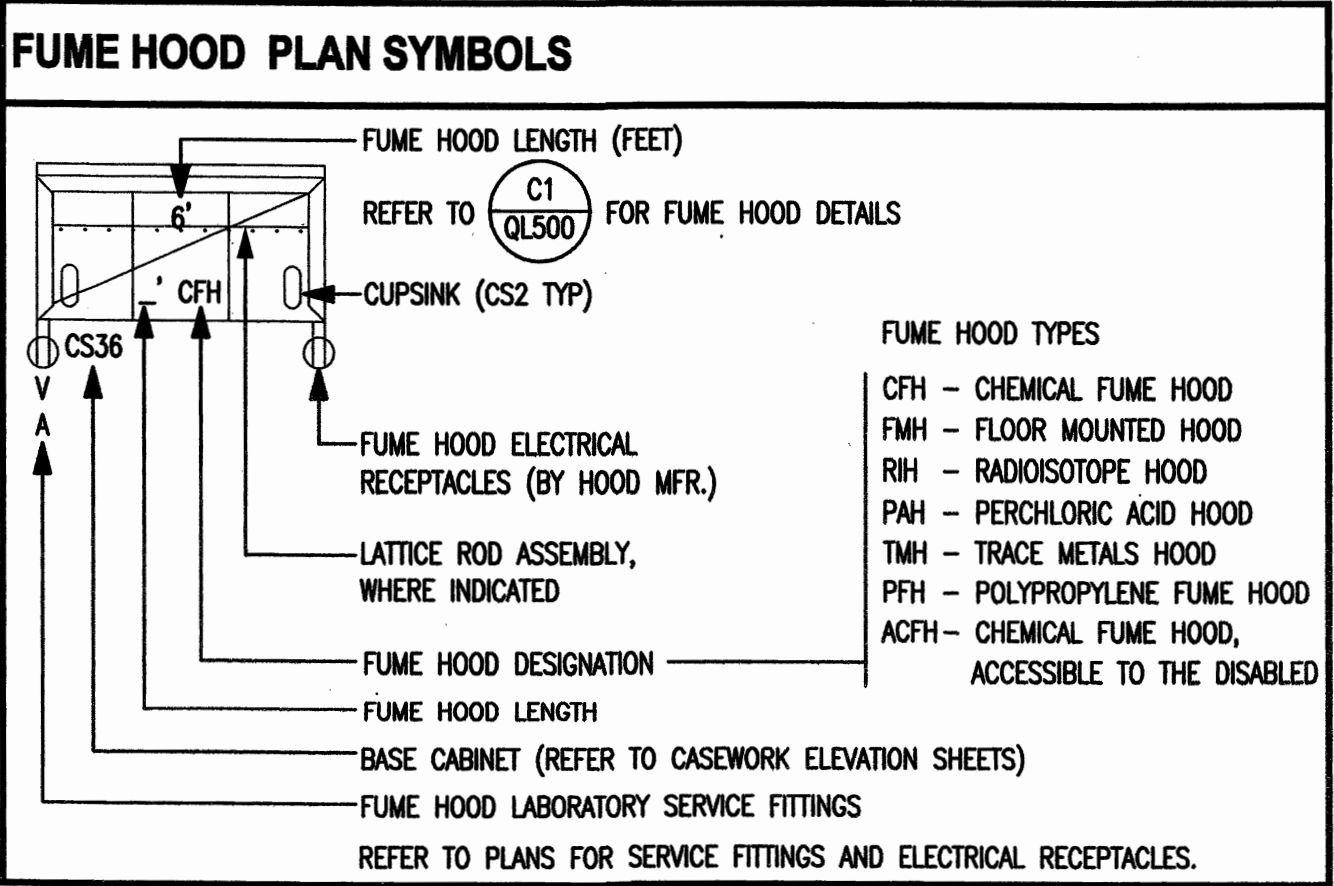 FUME HOOD PLAN SYMBOLS
FUME HOOD LENGTH (FEET)
6'
REFER TO C1 FOR FUME HOOD DETAILS
QL500
_' CFH
CUPSINK (CS2 TYP)
CS36
V
A
FUME HOOD ELECTRICAL
RECEPTACLES (BY HOOD MFR.)
LATTICE ROD ASSEMBLY,
WHERE INDICATED
FUME HOOD DESIGNATION
FUME HOOD TYPES
CFH – CHEMICAL FUME HOOD
FMH – FLOOR MOUNTED HOOD
RIH – RADIOISOTOPE HOOD
PAH – PERCHLORIC ACID HOOD
TMH – TRACE METALS HOOD
PFH – POLYPROPYLENE FUME HOOD
ACFH – CHEMICAL FUME HOOD,
ACCESSIBLE TO THE DISABLED
FUME HOOD LENGTH
BASE CABINET (REFER TO CASEWORK ELEVATION SHEETS)
FUME HOOD LABORATORY SERVICE FITTINGS
REFER TO PLANS FOR SERVICE FITTINGS AND ELECTRICAL RECEPTACLES.